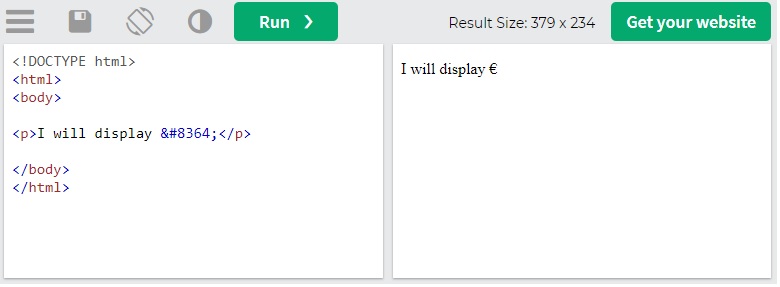 Run ❯
Result Size: 379 x 234
Get your website
<!DOCTYPE html>
<html>
<body>
<p>I will display &#8364;</p>
</body>
</html>
I will display €